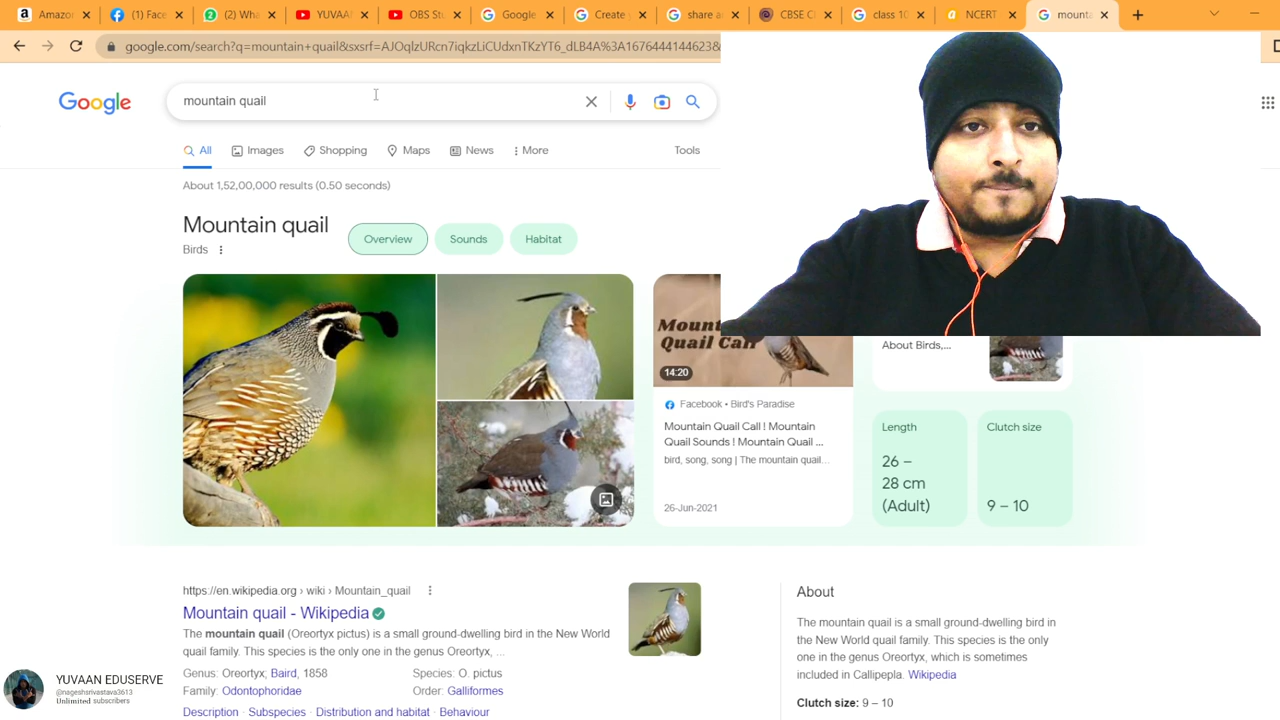 Amazon
(1) Face
(2) Wha
YUVAAN
OBS Stu
Google
Create
share a
CBSE C
class 10
NCERT
mounta
google.com/search?q=mountain+quail&sxsrf=AJOqlzURcn7iqkzLiCUdxnTKzYT6_dLB4A%3A1676444144623&
Google
mountain quail
All
Images
Shopping
Maps
News
More
Tools
About 1,52,00,000 results (0.50 seconds)
Mountain quail
Birds
Overview
Sounds
Habitat
Mount
Quail Call
14:20
Facebook • Bird's Paradise
Mountain Quail Call ! Mountain
Quail Sounds ! Mountain Quail ...
bird, song, song | The mountain quail...
26-Jun-2021
About Birds,...
Length
26 –
28 cm
(Adult)
Clutch size
9 – 10
https://en.wikipedia.org › wiki › Mountain_quail
Mountain quail - Wikipedia
The mountain quail (Oreortyx pictus) is a small ground-dwelling bird in the New World
quail family. This species is the only one in the genus Oreortyx, ...
Genus: Oreortyx; Baird, 1858
Species: O. pictus
Family: Odontophoridae
Order: Galliformes
Description · Subspecies · Distribution and habitat · Behaviour
About
The mountain quail is a small ground-dwelling bird in
the New World quail family. This species is the only
one in the genus Oreortyx, which is sometimes
included in Callipepla. Wikipedia
Clutch size: 9 – 10
YUVAAN EDUSERVE
@nageshsrivastava3613
Unlimited subscribers